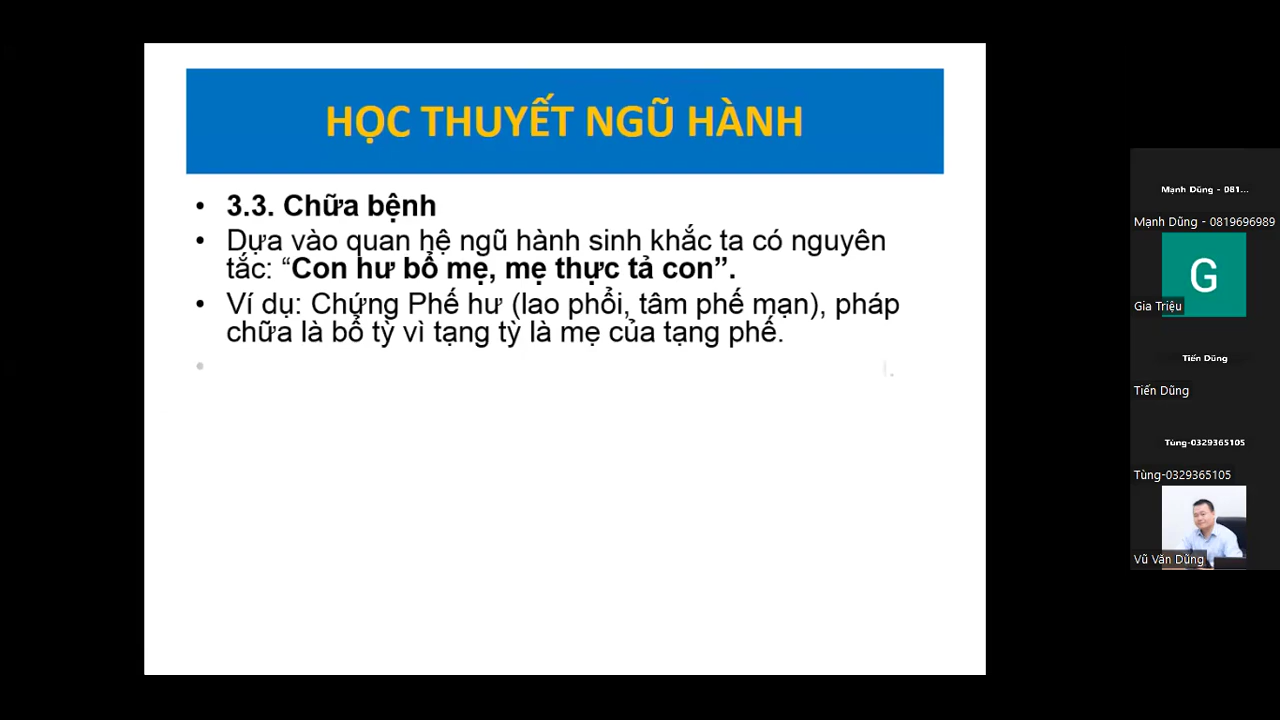 HỌC THUYẾT NGŨ HÀNH
• 3.3. Chữa bệnh
• Dựa vào quan hệ ngũ hành sinh khắc ta có nguyên
tắc: “Con hư bổ mẹ, mẹ thực tả con”.
• Ví dụ: Chứng Phế hư (lao phổi, tâm phế mạn), pháp
chữa là bổ tỳ vì tạng tỳ là mẹ của tạng phế.
Mạnh Dũng - 081...
Mạnh Dũng - 0819696989
G
Gia Triệu
Tiến Dũng
Tiến Dũng
Tùng-0329365105
Tùng-0329365105
Vũ Văn Dũng